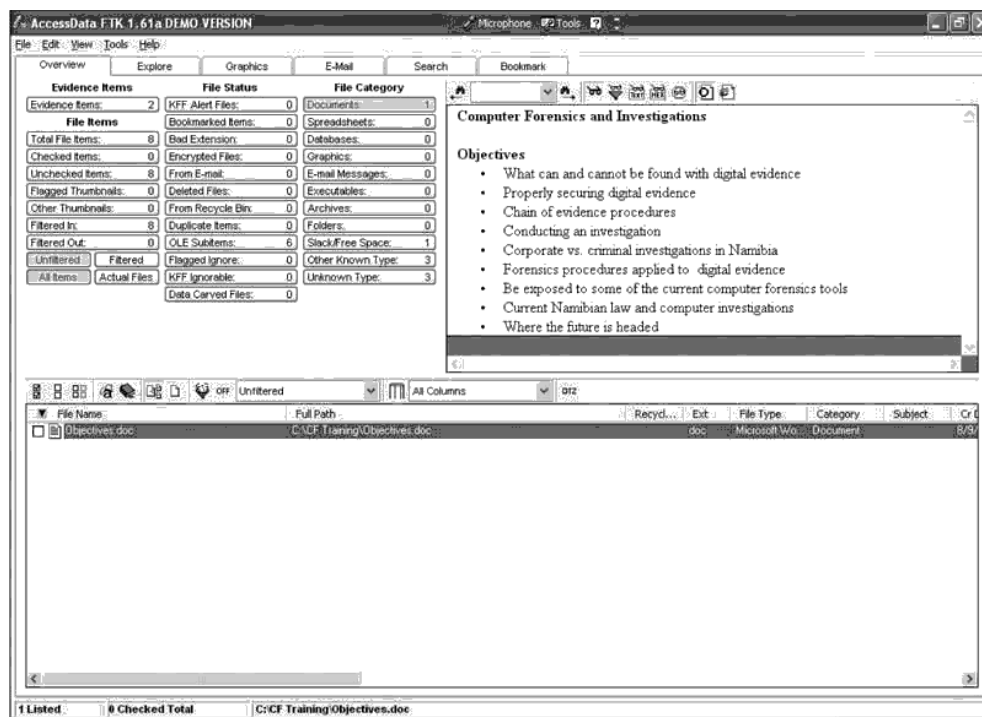 AccessData FTK 1.61a DEMO VERSION
Microphone Tools
File Edit View Tools Help
Overview Explore Graphics E-Mail Search Bookmark
Evidence Items File Status File Category
Evidence Items: 2 KFF Alert Files: 0 Documents: 1
File Items Bookmarked Items: 0 Spreadsheets: 0
Total File Items: 8 Bad Extension: 0 Databases: 0
Checked Items: 0 Encrypted Files: 0 Graphics: 0
Unchecked Items: 8 From E-mail: 0 E-mail Messages: 0
Flagged Thumbnails: 0 Deleted Files: 0 Executables: 0
Other Thumbnails: 0 From Recycle Bin: 0 Archives: 0
Filtered In: 8 Duplicate Items: 0 Folders: 0
Filtered Out: 0 OLE Subitems: 6 Slack/Free Space: 1
Unfiltered Filtered Flagged Ignore: 0 Other Known Type: 3
All Items Actual Files KFF Ignorable: 0 Unknown Type: 3
Data Carved Files: 0
Computer Forensics and Investigations
Objectives
• What can and cannot be found with digital evidence
• Properly securing digital evidence
• Chain of evidence procedures
• Conducting an investigation
• Corporate vs. criminal investigations in Namibia
• Forensics procedures applied to digital evidence
• Be exposed to some of the current computer forensics tools
• Current Namibian law and computer investigations
• Where the future is headed
OFF Unfiltered All Columns DTZ
File Name Full Path Recycl... Ext File Type Category Subject Cr D
Objectives.doc C:\CF Training\Objectives.doc doc Microsoft Wo... Document 8/9/
1 Listed 0 Checked Total C:\CF Training\Objectives.doc